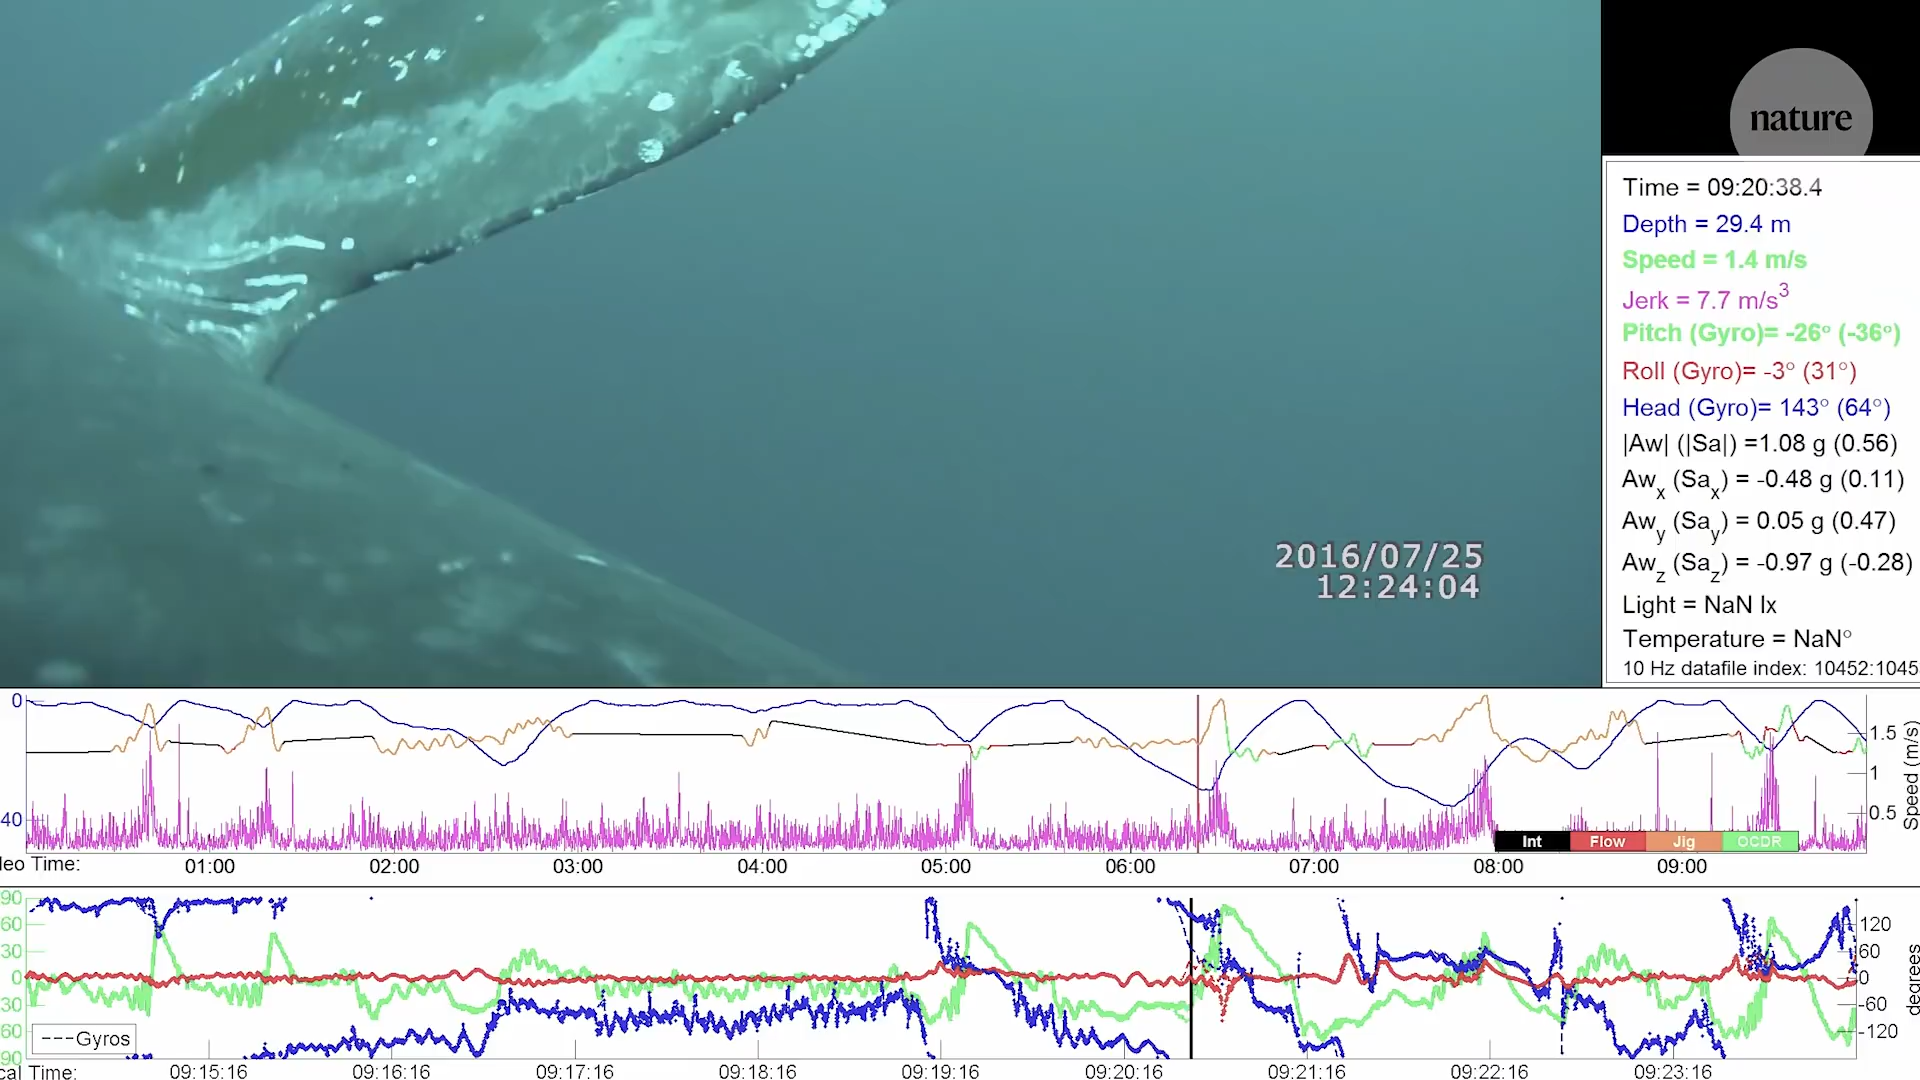 nature
Time = 09:20:38.4
Depth = 29.4 m
Speed = 1.4 m/s
Jerk = 7.7 m/s³
Pitch (Gyro)= -26° (-36°)
Roll (Gyro)= -3° (31°)
Head (Gyro)= 143° (64°)
|Aw| (|Sa|) =1.08 g (0.56)
Awx (Sax) = -0.48 g (0.11)
Awy (Say) = 0.05 g (0.47)
Awz (Saz) = -0.97 g (-0.28)
Light = NaN lx
Temperature = NaN°
10 Hz datafile index: 10452:1045
2016/07/25
12:24:04
0
40
1.5
1
0.5
Speed (m/s)
Int Flow Jig OCDR
eo Time: 01:00 02:00 03:00 04:00 05:00 06:00 07:00 08:00 09:00
90
60
30
0
30
60
90
120
60
0
-60
-120
degrees
---Gyros
cal Time: 09:15:16 09:16:16 09:17:16 09:18:16 09:19:16 09:20:16 09:21:16 09:22:16 09:23:16